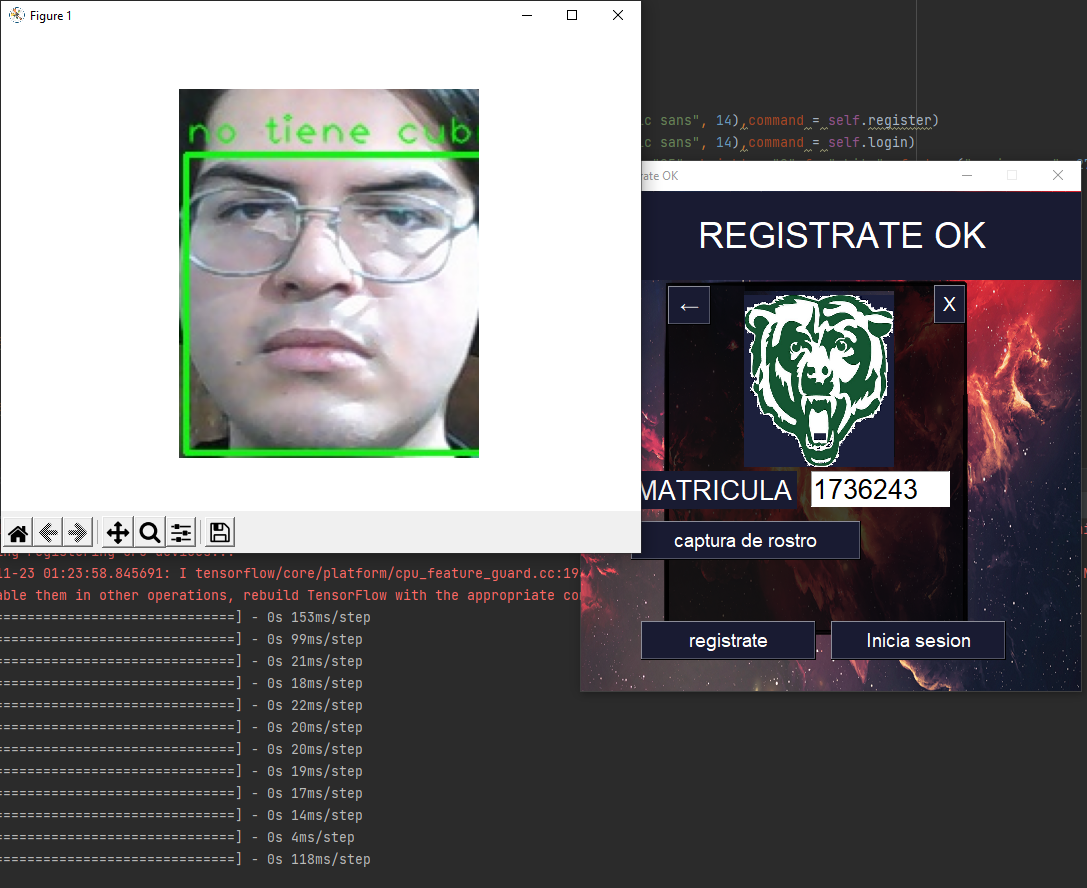 Figure 1
no tiene cub
c sans", 14),command = self.register)
c sans", 14),command = self.login)
rate OK
REGISTRATE OK
←
X
MATRICULA
1736243
captura de rostro
registrate
Inicia sesion
11-23 01:23:58.845691: I tensorflow/core/platform/cpu_feature_guard.cc:19
able them in other operations, rebuild TensorFlow with the appropriate co
==============================] - 0s 153ms/step
==============================] - 0s 99ms/step
==============================] - 0s 21ms/step
==============================] - 0s 18ms/step
==============================] - 0s 22ms/step
==============================] - 0s 20ms/step
==============================] - 0s 20ms/step
==============================] - 0s 19ms/step
==============================] - 0s 17ms/step
==============================] - 0s 14ms/step
==============================] - 0s 4ms/step
==============================] - 0s 118ms/step